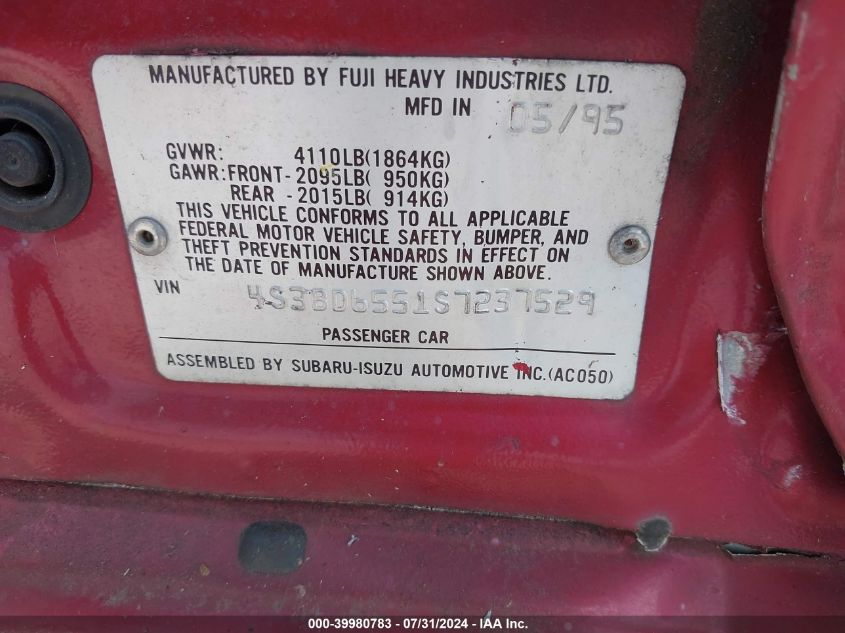 MANUFACTURED BY FUJI HEAVY INDUSTRIES LTD.
MFD IN 05/95
GVWR: 4110LB(1864KG)
GAWR:FRONT-2095LB( 950KG)
REAR -2015LB( 914KG)
THIS VEHICLE CONFORMS TO ALL APPLICABLE
FEDERAL MOTOR VEHICLE SAFETY, BUMPER, AND
THEFT PREVENTION STANDARDS IN EFFECT ON
THE DATE OF MANUFACTURE SHOWN ABOVE.
VIN 4S3BD6551S7237529
PASSENGER CAR
ASSEMBLED BY SUBARU-ISUZU AUTOMOTIVE INC.(AC050)
000-39980783 - 07/31/2024 - IAA Inc.